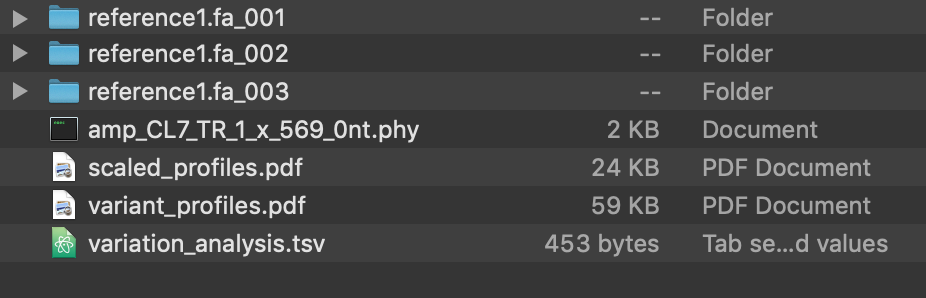 reference1.fa_001 -- Folder
reference1.fa_002 -- Folder
reference1.fa_003 -- Folder
amp_CL7_TR_1_x_569_0nt.phy 2 KB Document
scaled_profiles.pdf 24 KB PDF Document
variant_profiles.pdf 59 KB PDF Document
variation_analysis.tsv 453 bytes Tab se...d values